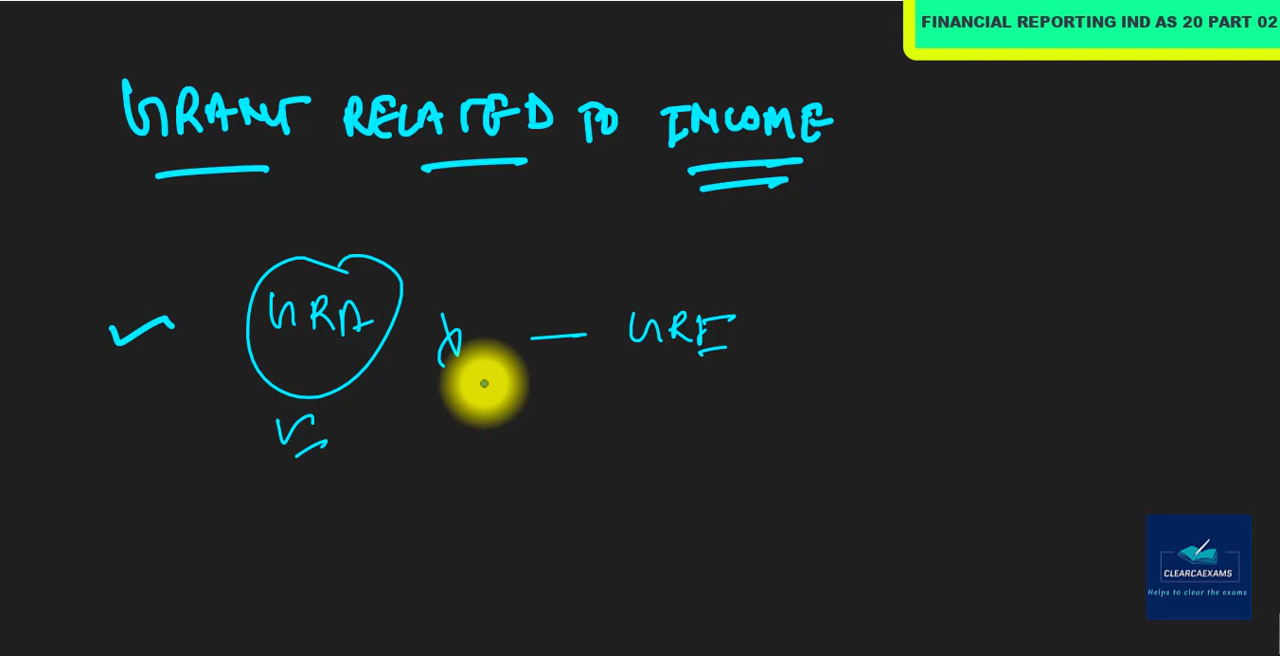 FINANCIAL REPORTING IND AS 20 PART 02
GRANT RELATED TO INCOME
GRA — GRE
CLEARCAEXAMS
Helps to clear the exams